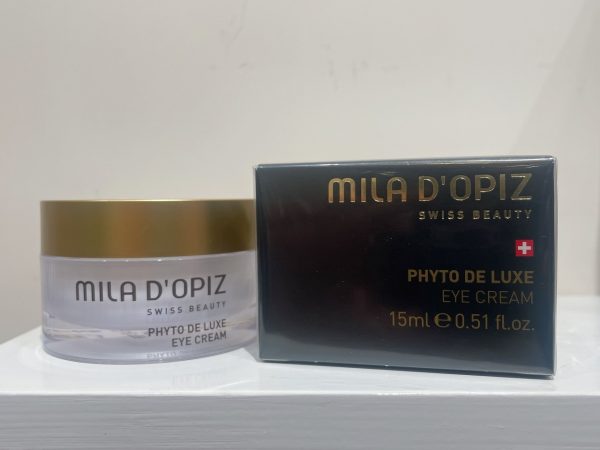 MILA D'OPIZ
SWISS BEAUTY
PHYTO DE LUXE
EYE CREAM
MILA D'OPIZ
SWISS BEAUTY
PHYTO DE LUXE
EYE CREAM
15ml e 0.51 fl.oz.